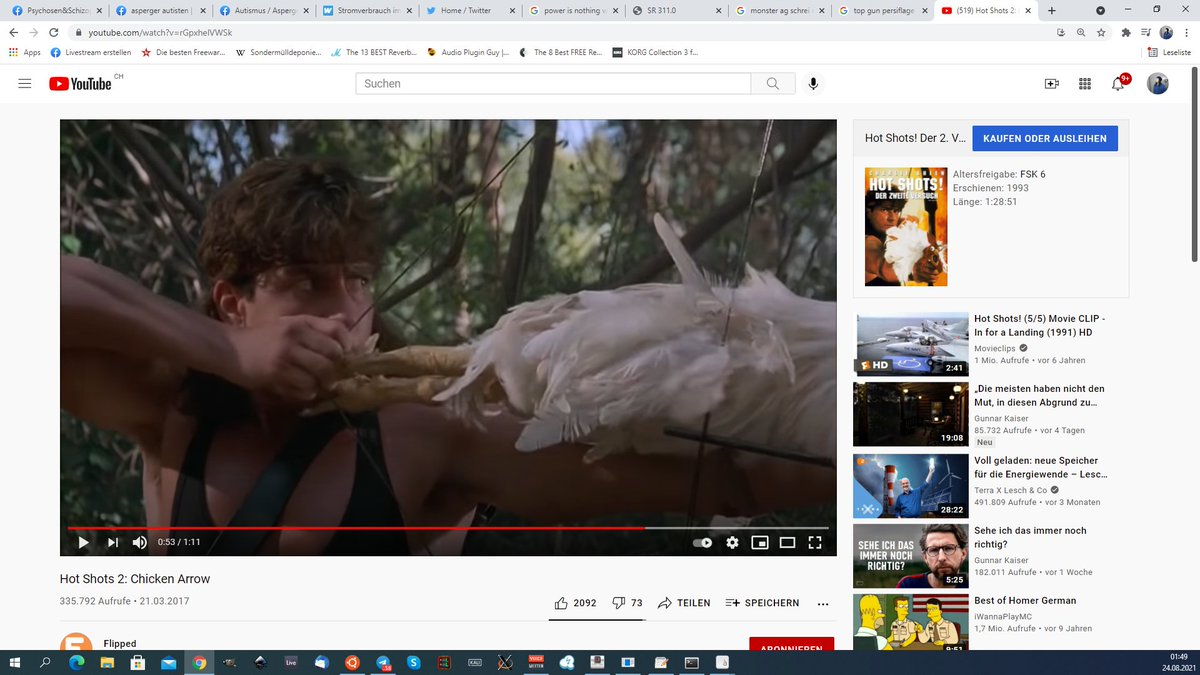 Psychosen&Schizo
asperger autisten |
Autismus / Asperge
Stromverbrauch im
Home / Twitter
power is nothing w
SR 311.0
monster ag schrei
top gun persiflage
(519) Hot Shots 2:
youtube.com/watch?v=rGpxhelVWSk
Apps
Livestream erstellen
Die besten Freewar...
Sondermülldeponie...
The 13 BEST Reverb...
Audio Plugin Guy |...
The 8 Best FREE Re...
KORG Collection 3 f...
Leseliste
YouTube CH
Suchen
9+
Hot Shots! Der 2. V...
KAUFEN ODER AUSLEIHEN
CHARLIE SHEEN
HOT SHOTS!
DER ZWEITE VERSUCH
Altersfreigabe: FSK 6
Erschienen: 1993
Länge: 1:28:51
Hot Shots! (5/5) Movie CLIP -
In for a Landing (1991) HD
Movieclips
1 Mio. Aufrufe • vor 6 Jahren
HD
2:41
„Die meisten haben nicht den
Mut, in diesen Abgrund zu...
Gunnar Kaiser
85.732 Aufrufe • vor 4 Tagen
Neu
19:08
Voll geladen: neue Speicher
für die Energiewende – Lesc...
Terra X Lesch & Co
491.809 Aufrufe • vor 3 Monaten
28:22
Sehe ich das immer noch
richtig?
Gunnar Kaiser
182.011 Aufrufe • vor 1 Woche
SEHE ICH DAS
IMMER NOCH
RICHTIG?
5:25
Best of Homer German
iWannaPlayMC
1,7 Mio. Aufrufe • vor 9 Jahren
9:51
0:53 / 1:11
Hot Shots 2: Chicken Arrow
335.792 Aufrufe • 21.03.2017
2092
73
TEILEN
SPEICHERN
Flipped
ABONNIEREN
Live
01:49
24.08.2021